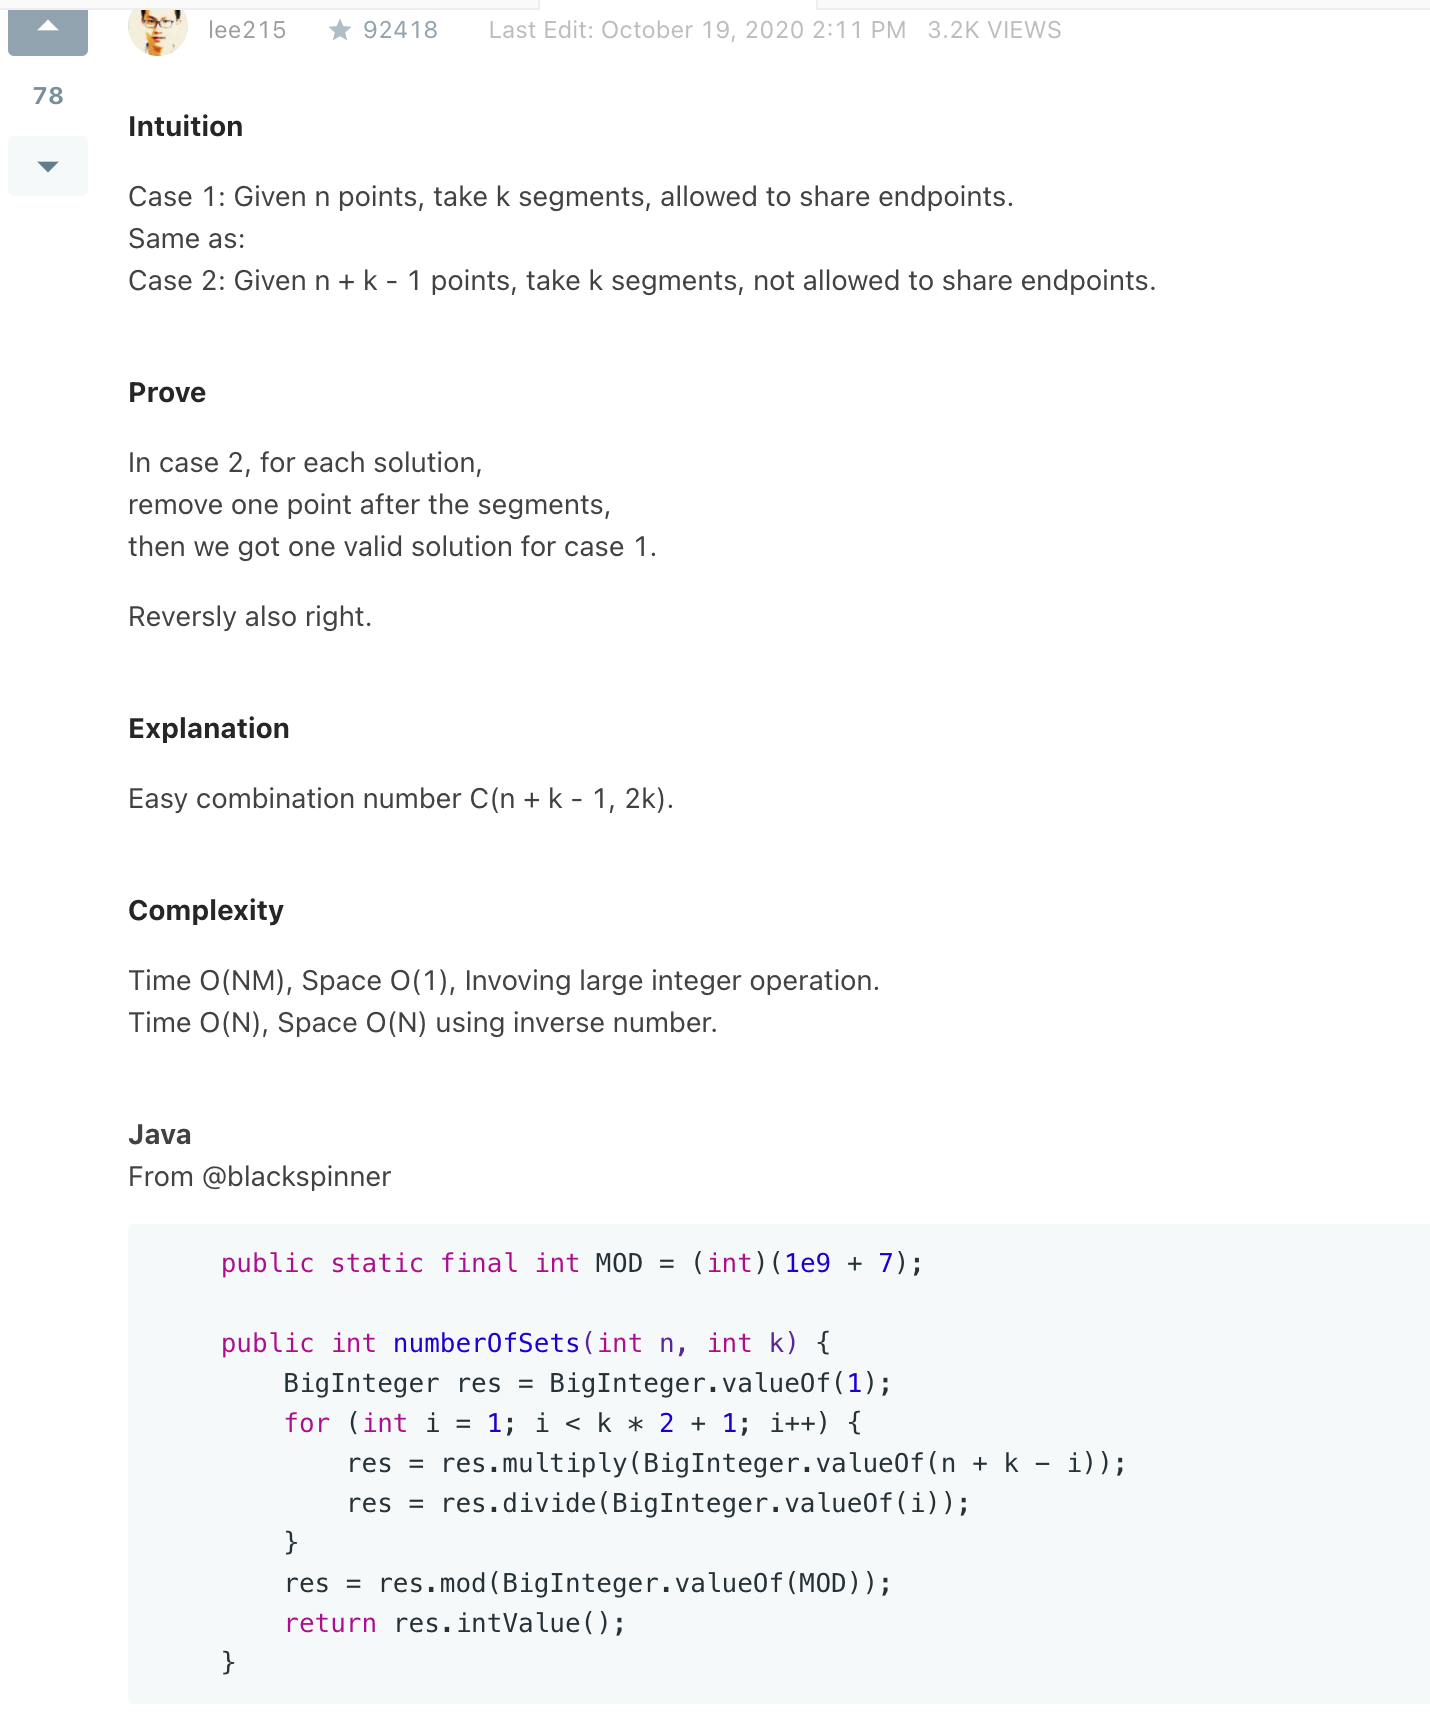 lee215 92418 Last Edit: October 19, 2020 2:11 PM 3.2K VIEWS
78
Intuition
Case 1: Given n points, take k segments, allowed to share endpoints.
Same as:
Case 2: Given n + k - 1 points, take k segments, not allowed to share endpoints.
Prove
In case 2, for each solution,
remove one point after the segments,
then we got one valid solution for case 1.
Reversly also right.
Explanation
Easy combination number C(n + k - 1, 2k).
Complexity
Time O(NM), Space O(1), Invoving large integer operation.
Time O(N), Space O(N) using inverse number.
Java
From @blackspinner
public static final int MOD = (int)(1e9 + 7);
public int numberOfSets(int n, int k) {
BigInteger res = BigInteger.valueOf(1);
for (int i = 1; i < k * 2 + 1; i++) {
res = res.multiply(BigInteger.valueOf(n + k - i));
res = res.divide(BigInteger.valueOf(i));
}
res = res.mod(BigInteger.valueOf(MOD));
return res.intValue();
}